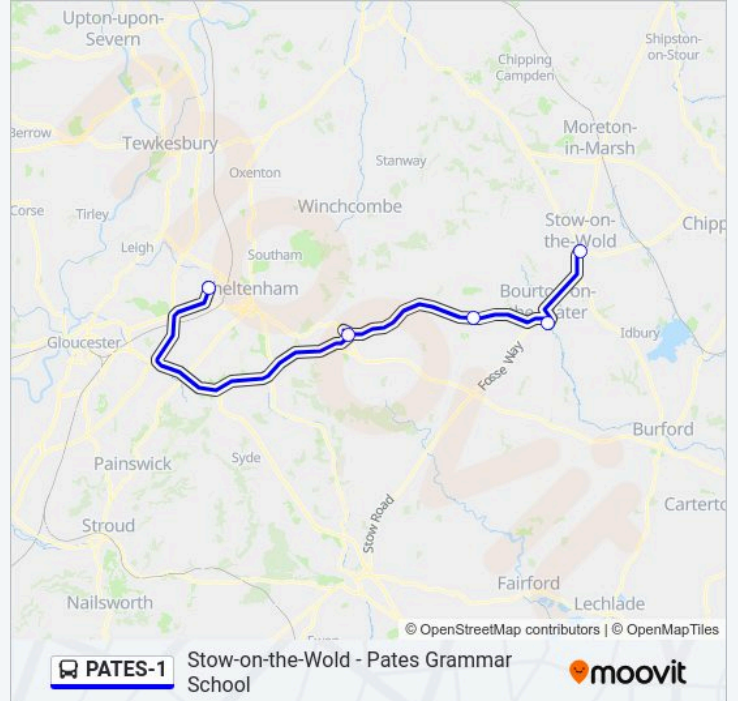 Upton-upon-
Severn
Shipston-
on-Stour
Chipping
Campden
Berrow
Tewkesbury
Moreton-
in-Marsh
Oxenton
Stanway
Corse
Tirley
Winchcombe
Stow-on-
the-Wold
Chipp
Leigh
Southam
Cheltenham
Bourton-on-
the-Water
Gloucester
Idbury
Fosse Way
Burford
Painswick
Syde
Carterto
Stroud
Stow Road
Fairford
Nailsworth
Lechlade
© OpenStreetMap contributors | © OpenMapTiles
PATES-1
Stow-on-the-Wold - Pates Grammar
School
moovit